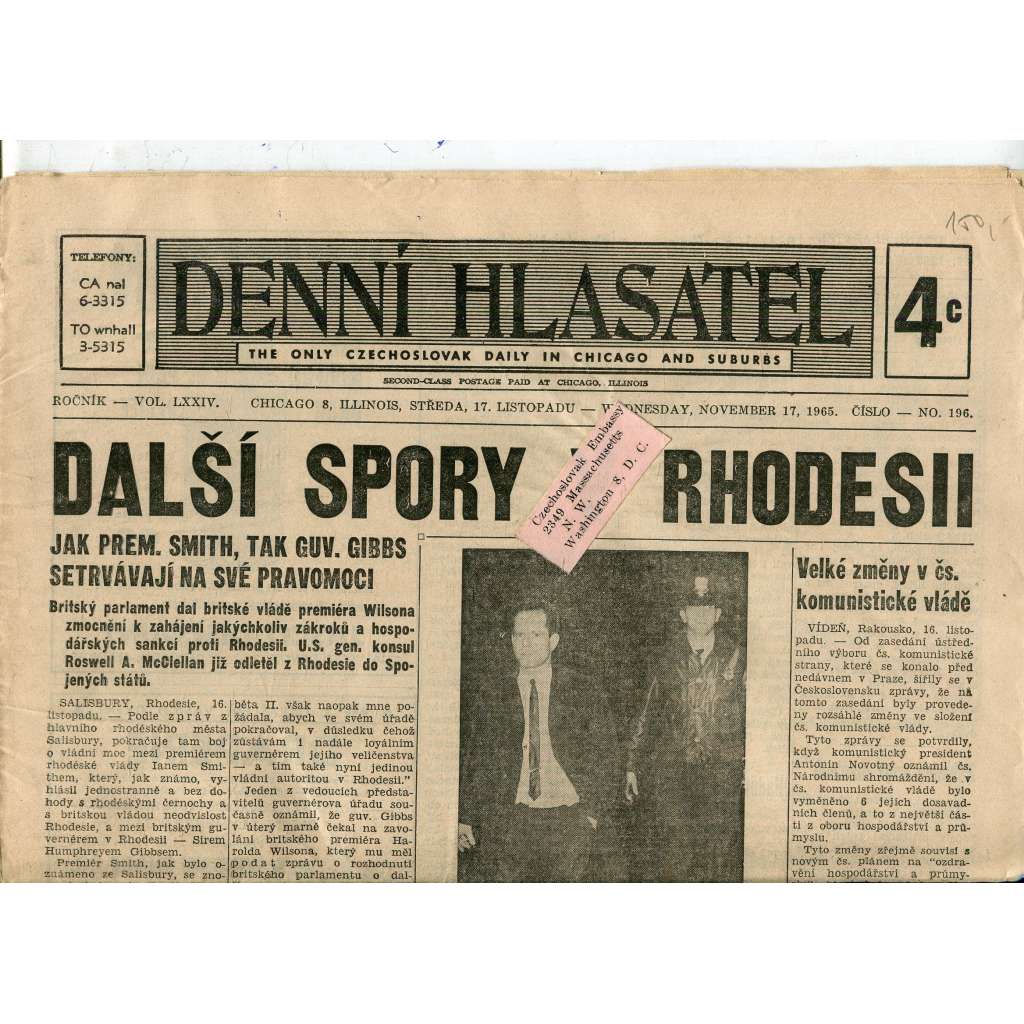 150,-
TELEFONY:
CA nal
6-3315
TO wnhall
3-5315
DENNÍ HLASATEL
THE ONLY CZECHOSLOVAK DAILY IN CHICAGO AND SUBURBS
4c
SECOND-CLASS POSTAGE PAID AT CHICAGO, ILLINOIS
ROČNÍK — VOL. LXXIV. CHICAGO 8, ILLINOIS, STŘEDA, 17. LISTOPADU — WEDNESDAY, NOVEMBER 17, 1965. ČÍSLO — NO. 196.
DALŠÍ SPORY V RHODESII
Czechoslovak Embassy
2349 Massachusetts
N. W.
Washington 8, D. C.
JAK PREM. SMITH, TAK GUV. GIBBS
SETRVÁVAJÍ NA SVÉ PRAVOMOCI
Britský parlament dal britské vládě premiéra Wilsona
zmocnění k zahájení jakýchkoliv zákroků a hospo-
dářských sankcí proti Rhodesii. U.S. gen. konsul
Roswell A. McClellan již odletěl z Rhodesie do Spo-
jených států.
SALISBURY, Rhodesie, 16.
listopadu. — Podle zpráv z
hlavního rhodéského města
Salisbury, pokračuje tam boj
o vládní moc mezi premiérem
rhodéské vlády Ianem Smi-
them, který, jak známo, vy-
hlásil jednostranně a bez do-
hody s rhodéskými černochy a
s britskou vládou neodvislost
Rhodesie, a mezi britským gu-
vernérem v Rhodesii — Sirem
Humphreyem Gibbsem.
Premiér Smith, jak bylo o-
známeno ze Salisbury, se zno-
běta II. však naopak mne po-
žádala, abych ve svém úřadě
pokračoval, v důsledku čehož
zůstávám i nadále loyálním
guvernérem jejího veličenstva
— a tím také nyní jedinou
vládní autoritou v Rhodesii."
Jeden z vedoucích představi-
vitelů guvernérova úřadu sou-
časně oznámil, že guv. Gibbs
v úterý marně čekal na zavo-
lání britského premiéra Ha-
rolda Wilsona, který mu měl
podat zprávu o rozhodnutí
britského parlamentu o dal-
Velké změny v čs.
komunistické vládě
VÍDEŇ, Rakousko, 16. listo-
padu. — Od zasedání ústřed-
ního výboru čs. komunistické
strany, které se konalo před
nedávnem v Praze, šířily se v
Československu zprávy, že na
tomto zasedání byly provede-
ny rozsáhlé změny ve složení
čs. komunistické vlády.
Tyto zprávy se potvrdily,
když komunistický president
Antonín Novotný oznámil čs.
Národnímu shromáždění, že v
čs. komunistické vládě bylo
vyměněno 6 jejích dosavad-
ních členů, a to z největší čás-
ti z oboru hospodářství a prů-
myslu.
Tyto změny zřejmě souvisí s
novým čs. plánem na "ozdra-
vění hospodářství a průmy-